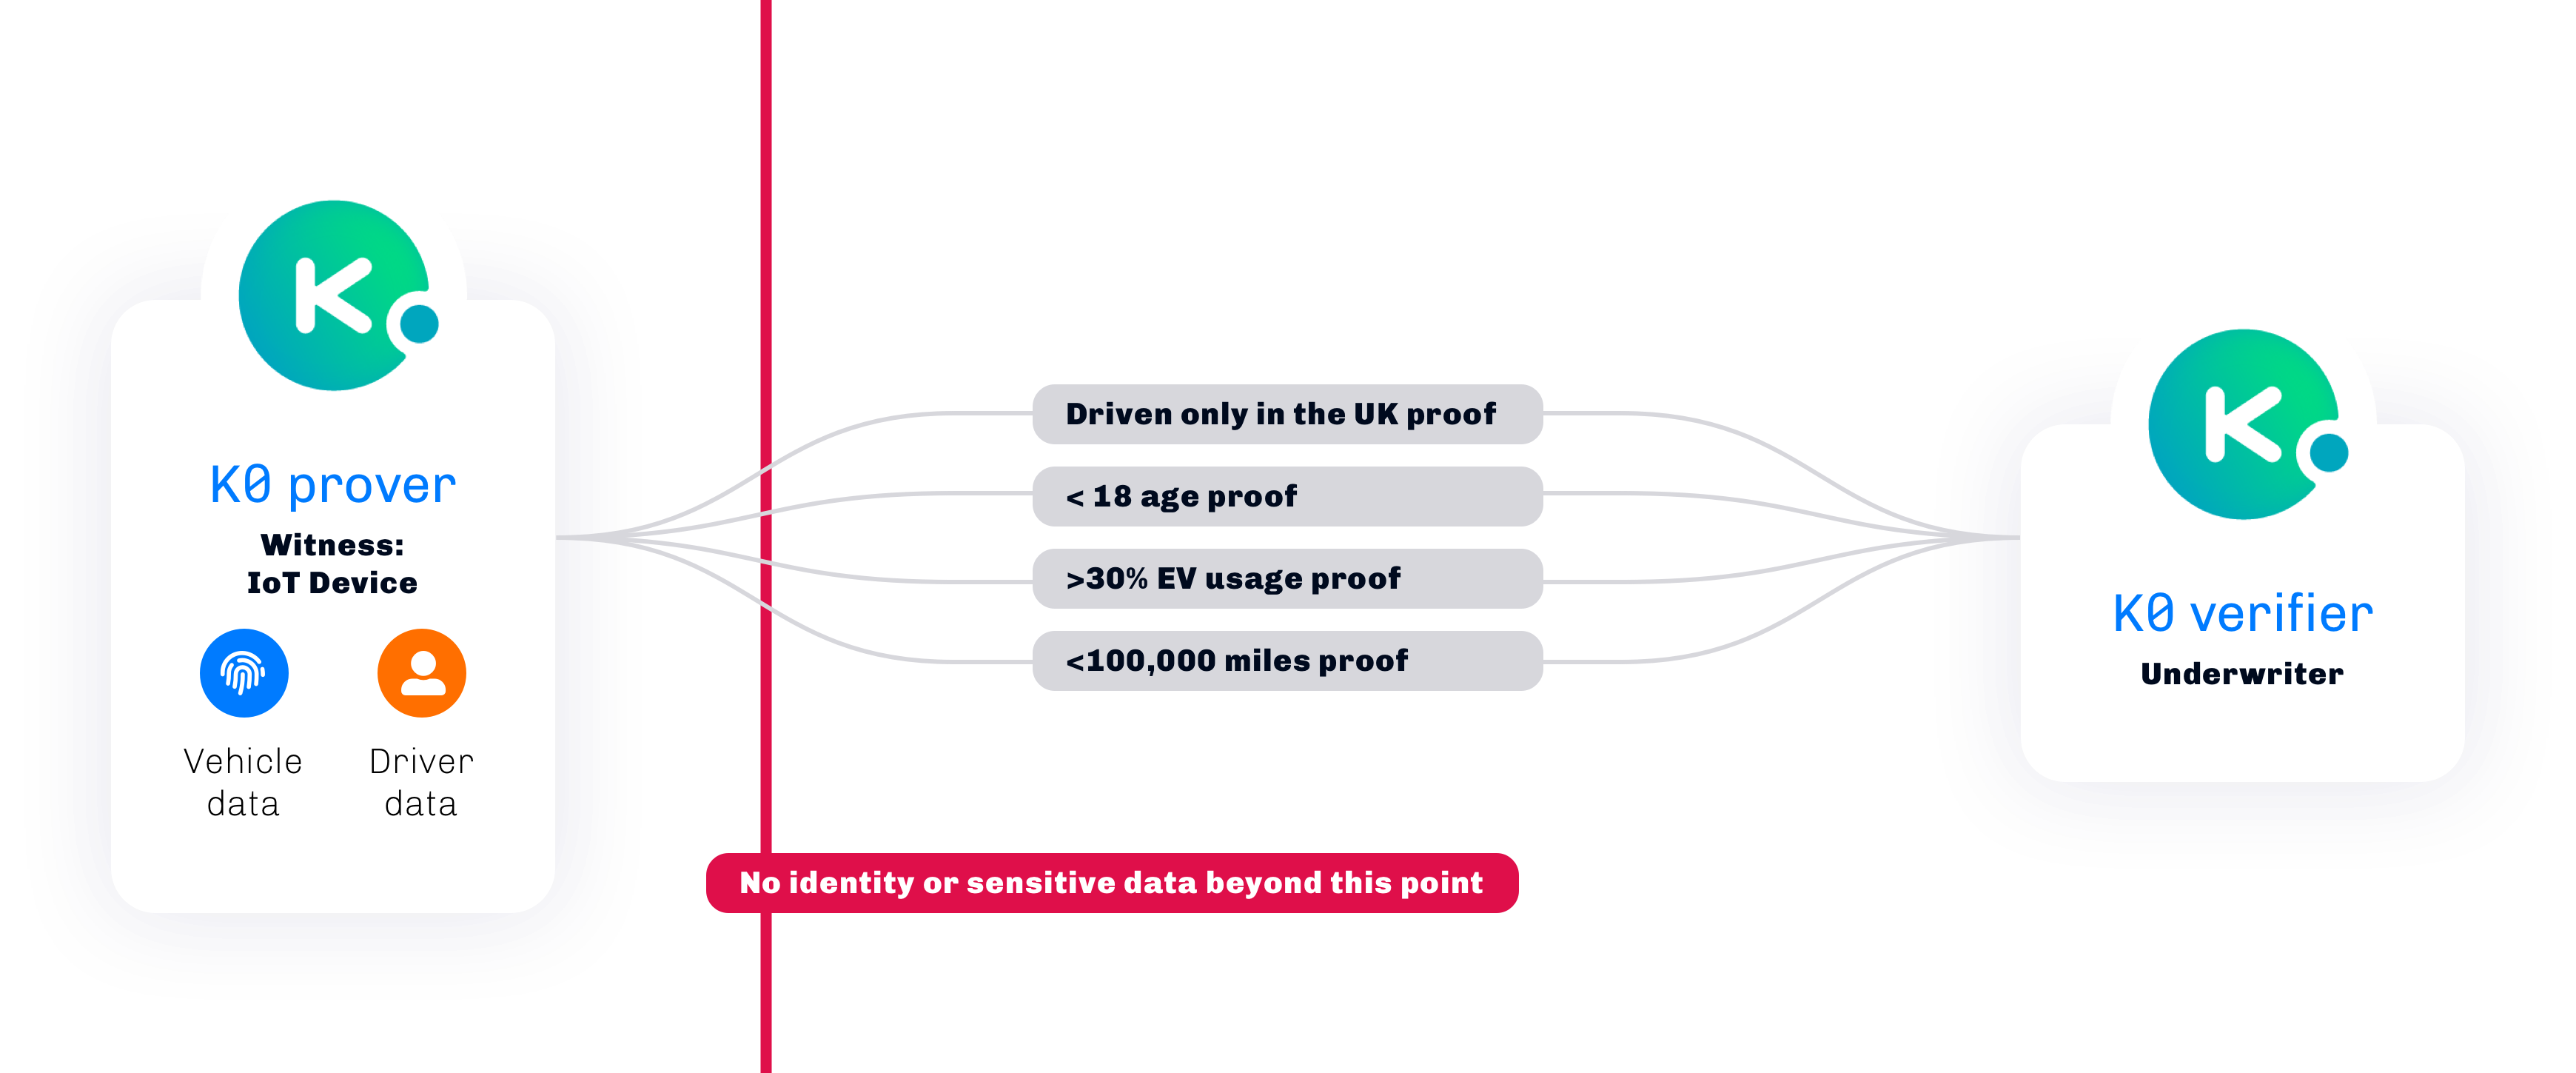 K
K0 prover
Witness:
IoT Device
Vehicle
data
Driver
data
Driven only in the UK proof
< 18 age proof
>30% EV usage proof
<100,000 miles proof
No identity or sensitive data beyond this point
K
K0 verifier
Underwriter